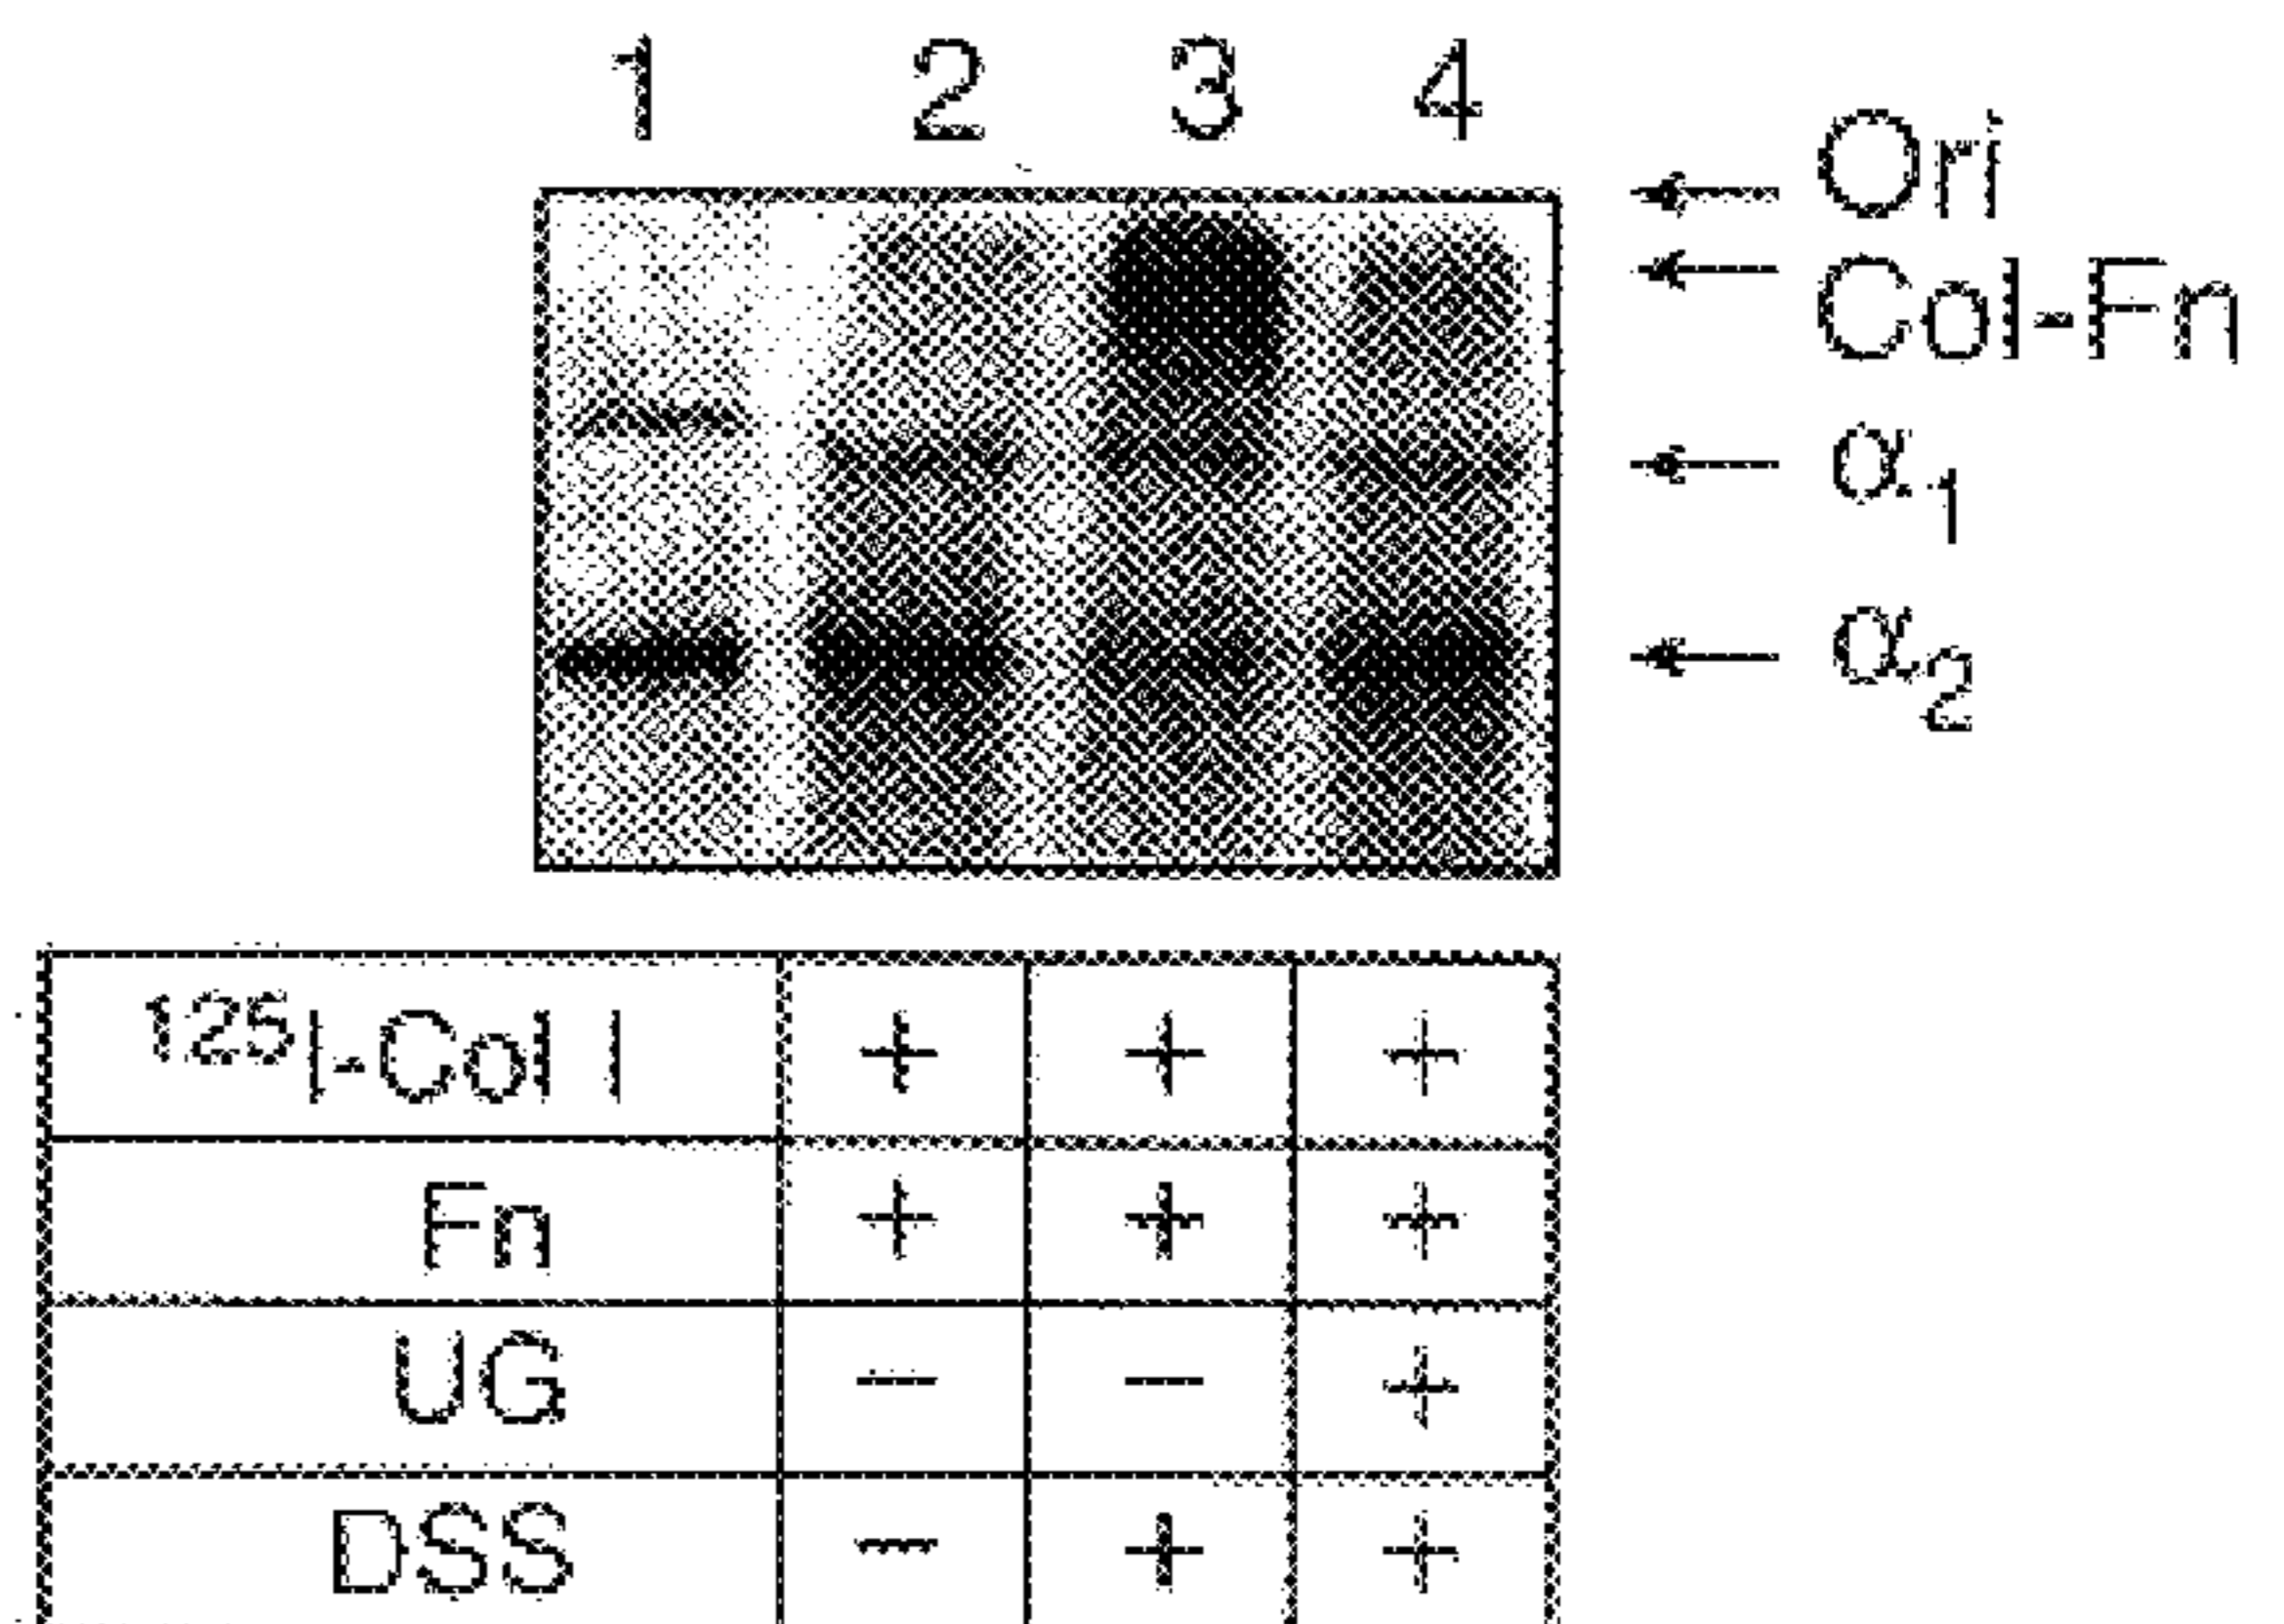 1 2 3 4
Ori
Col-Fn
α1
α2
125I-Col I + + +
Fn + + +
UG - - +
DSS - + +